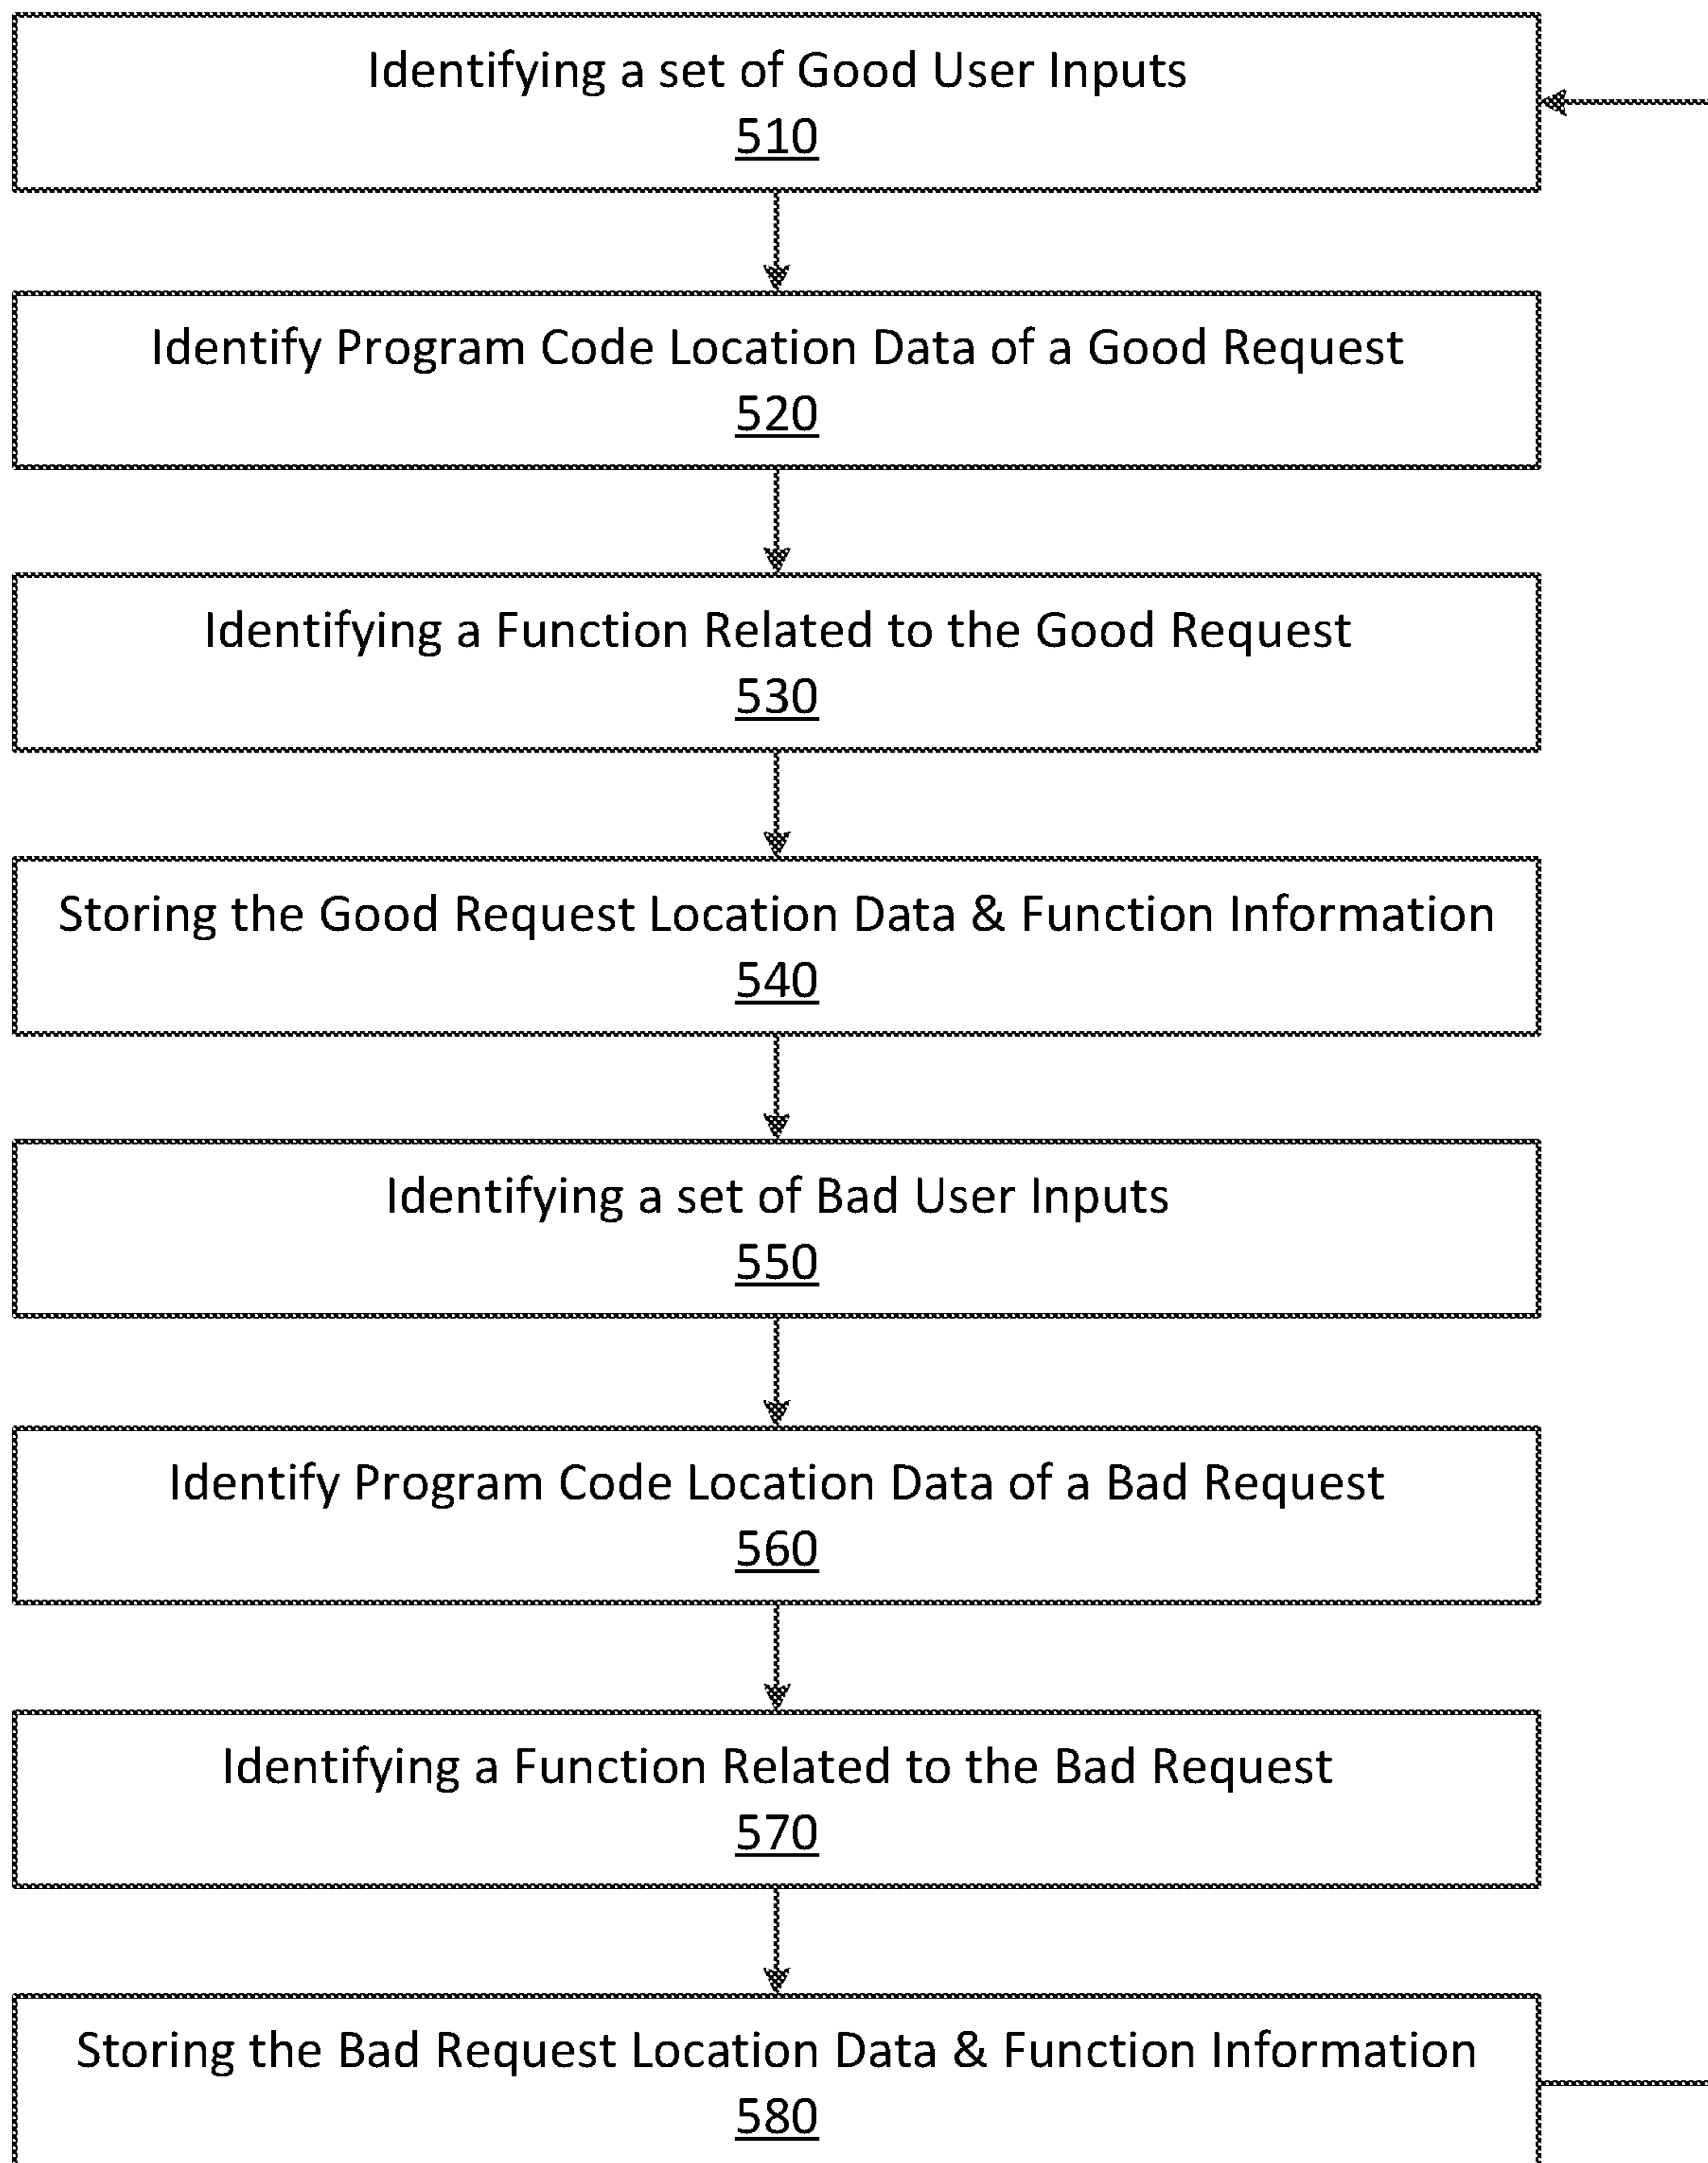 Identifying a set of Good User Inputs
510
Identify Program Code Location Data of a Good Request
520
Identifying a Function Related to the Good Request
530
Storing the Good Request Location Data & Function Information
540
Identifying a set of Bad User Inputs
550
Identify Program Code Location Data of a Bad Request
560
Identifying a Function Related to the Bad Request
570
Storing the Bad Request Location Data & Function Information
580